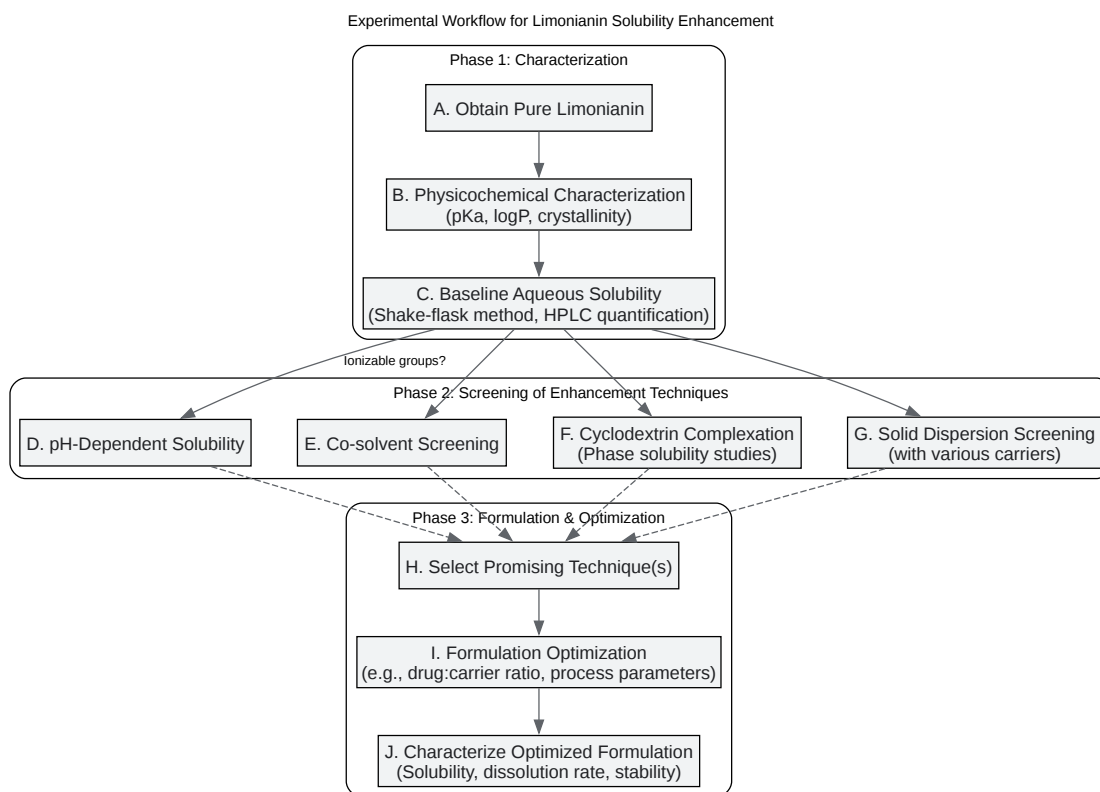 Experimental Workflow for Limonianin Solubility Enhancement
Phase 1: Characterization
A. Obtain Pure Limonianin
B. Physicochemical Characterization
(pKa, logP, crystallinity)
C. Baseline Aqueous Solubility
(Shake-flask method, HPLC quantification)
Ionizable groups?
Phase 2: Screening of Enhancement Techniques
D. pH-Dependent Solubility
E. Co-solvent Screening
F. Cyclodextrin Complexation
(Phase solubility studies)
G. Solid Dispersion Screening
(with various carriers)
Phase 3: Formulation & Optimization
H. Select Promising Technique(s)
I. Formulation Optimization
(e.g., drug:carrier ratio, process parameters)
J. Characterize Optimized Formulation
(Solubility, dissolution rate, stability)